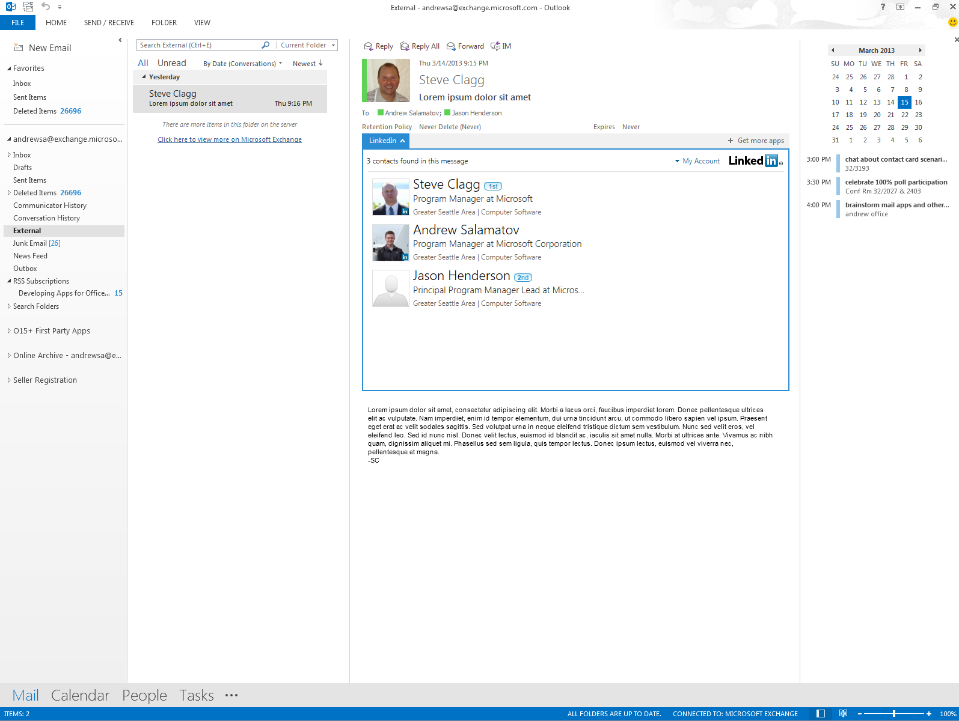 External - andrewsa@exchange.microsoft.com - Outlook
FILE HOME SEND / RECEIVE FOLDER VIEW
New Email
Favorites
Inbox
Sent Items
Deleted Items 26696
andrewsa@exchange.microso...
Inbox
Drafts
Sent Items
Deleted Items 26696
Communicator History
Conversation History
External
Junk Email [26]
News Feed
Outbox
RSS Subscriptions
Developing Apps for Office... 15
Search Folders
O15+ First Party Apps
Online Archive - andrewsa@e...
Seller Registration
Search External (Ctrl+E) Current Folder
All Unread By Date (Conversations) Newest
Yesterday
Steve Clagg
Lorem ipsum dolor sit amet Thu 9:16 PM
There are more items in this folder on the server
Click here to view more on Microsoft Exchange
Reply Reply All Forward IM
Thu 3/14/2013 9:15 PM
Steve Clagg
Lorem ipsum dolor sit amet
To Andrew Salamatov; Jason Henderson
Retention Policy Never Delete (Never) Expires Never
LinkedIn + Get more apps
3 contacts found in this message My Account LinkedIn
Steve Clagg 1st
Program Manager at Microsoft
Greater Seattle Area | Computer Software
Andrew Salamatov
Program Manager at Microsoft Corporation
Greater Seattle Area | Computer Software
Jason Henderson 2nd
Principal Program Manager Lead at Micros...
Greater Seattle Area | Computer Software
Lorem ipsum dolor sit amet, consectetur adipiscing elit. Morbi a lacus orci, faucibus imperdiet lorem. Donec pellentesque ultrices
elit ac vulputate. Nam imperdiet, enim id tempor elementum, dui urna tincidunt arcu, ut commodo libero sapien vel ipsum. Praesent
eget erat ac velit sodales sagittis. Sed volutpat urna in neque eleifend tristique dictum sem vestibulum. Nunc sed velit eros, vel
eleifend leo. Sed id nunc nisl. Donec velit lectus, euismod id blandit ac, iaculis sit amet nulla. Morbi at ultrices ante. Vivamus ac nibh
quam, dignissim aliquet mi. Phasellus sed sem ligula, quis tempor lectus. Donec ipsum lectus, euismod vel viverra nec,
pellentesque et magna.
-SC
March 2013
SU MO TU WE TH FR SA
24 25 26 27 28 1 2
3 4 5 6 7 8 9
10 11 12 13 14 15 16
17 18 19 20 21 22 23
24 25 26 27 28 29 30
31 1 2 3 4 5 6
3:00 PM chat about contact card scenari...
32/3193
3:30 PM celebrate 100% poll participation
Conf Rm 32/2027 & 2403
4:00 PM brainstorm mail apps and other...
andrew office
Mail Calendar People Tasks •••
ITEMS: 2 ALL FOLDERS ARE UP TO DATE. CONNECTED TO: MICROSOFT EXCHANGE 100%